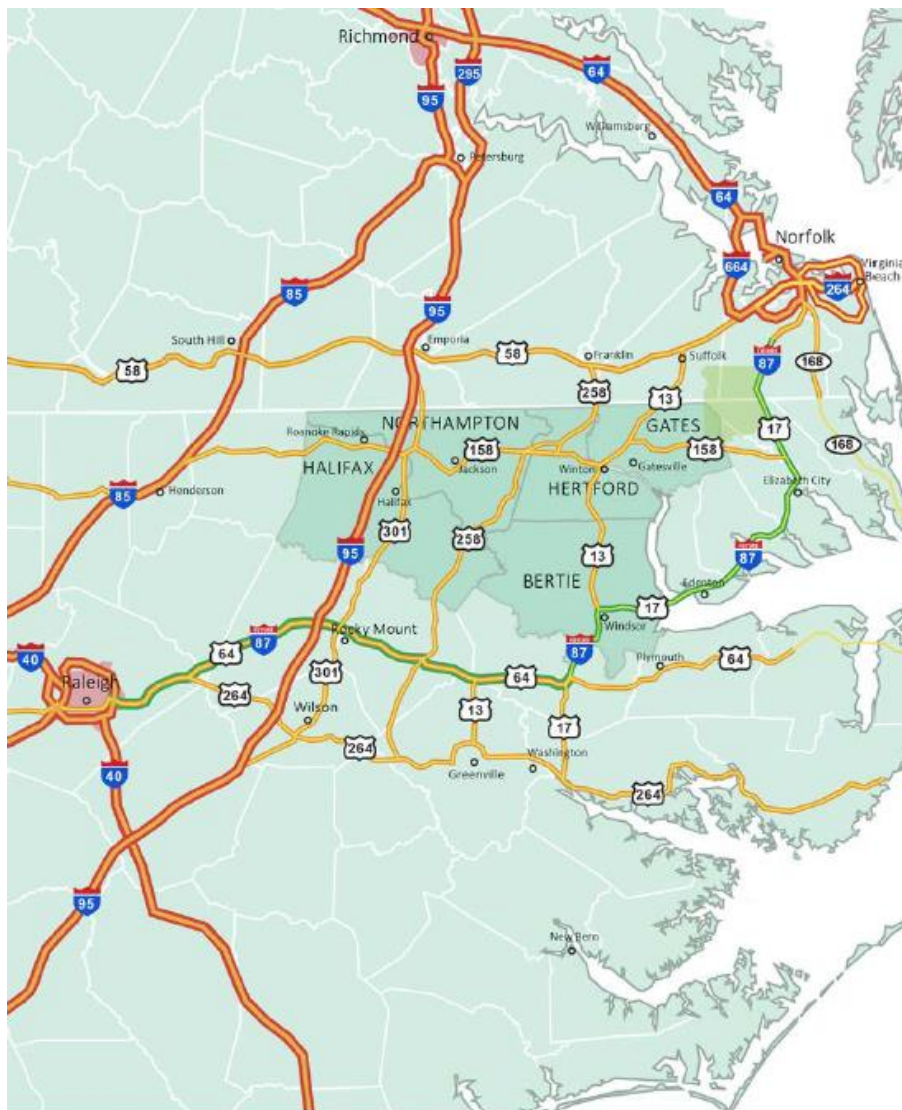 Richmond
95
295
64
Williamsburg
Petersburg
64
Norfolk
664
Virginia
Beach
264
85
95
South Hill
Emporia
58
58
Franklin
Suffolk
87
168
258
13
NORTHAMPTON
GATES
17
Roanoke Rapids
158
158
168
HALIFAX
Jackson
Winton
Gatesville
85
Henderson
Halifax
HERTFORD
Elizabeth City
301
258
95
13
87
BERTIE
Edenton
17
Windsor
64
87
Rocky Mount
87
40
Raleigh
Plymouth
64
64
301
264
13
17
Wilson
264
Washington
Greenville
40
264
95
New Bern